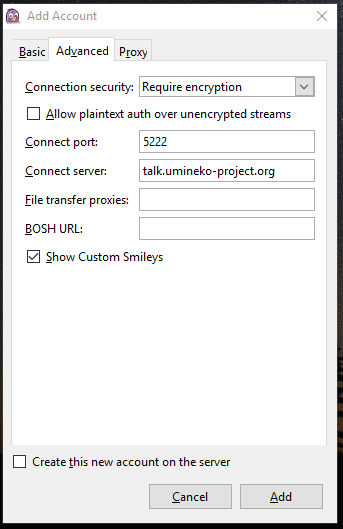 Add Account
Basic Advanced Proxy
Connection security: Require encryption
Allow plaintext auth over unencrypted streams
Connect port: 5222
Connect server: talk.umineko-project.org
File transfer proxies:
BOSH URL:
Show Custom Smileys
Create this new account on the server
Cancel Add